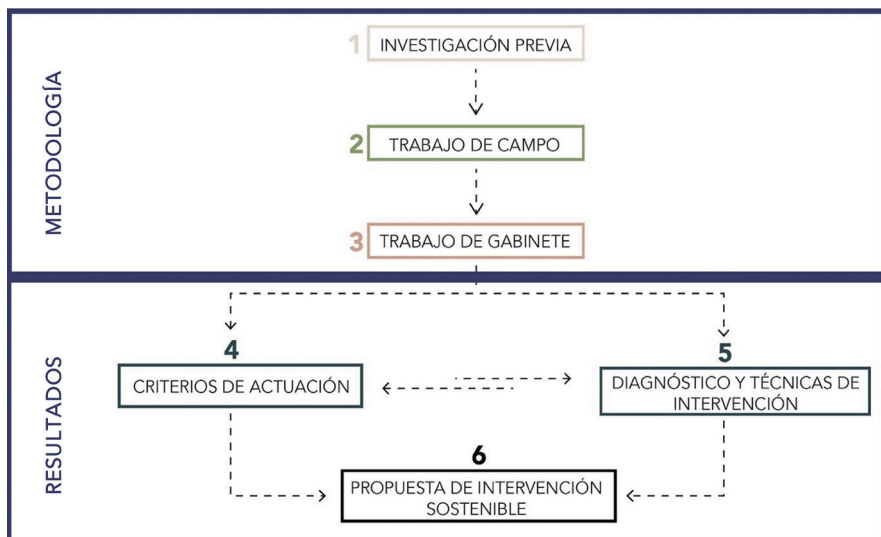 METODOLOGÍA
1 INVESTIGACIÓN PREVIA
2 TRABAJO DE CAMPO
3 TRABAJO DE GABINETE
RESULTADOS
4
CRITERIOS DE ACTUACIÓN
5
DIAGNÓSTICO Y TÉCNICAS DE
INTERVENCIÓN
6
PROPUESTA DE INTERVENCIÓN
SOSTENIBLE